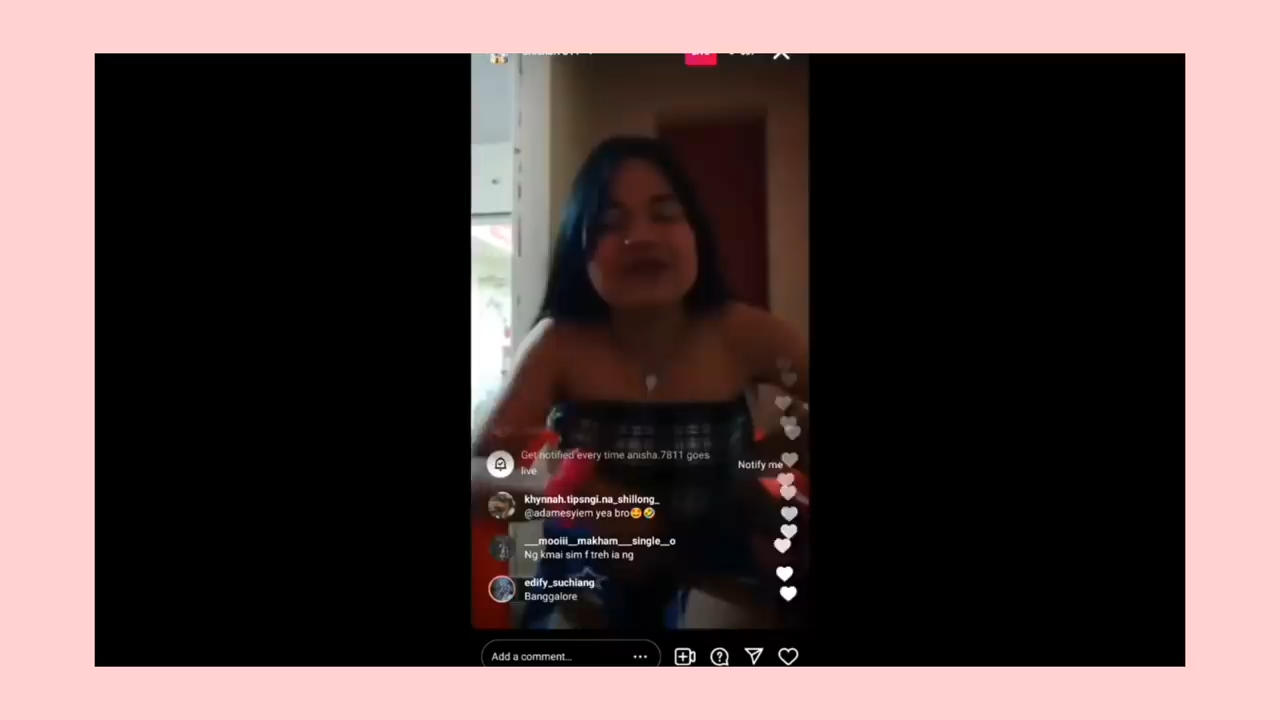 Get notified every time anisha.7811 goes
live
Notify me
khynnah.tipsngi.na_shillong_
@adamesyiem yea bro🤩🤣
___mooiii__makham___single__o
Ng kmai sim f treh ia ng
edify_suchiang
Banggalore
Add a comment...